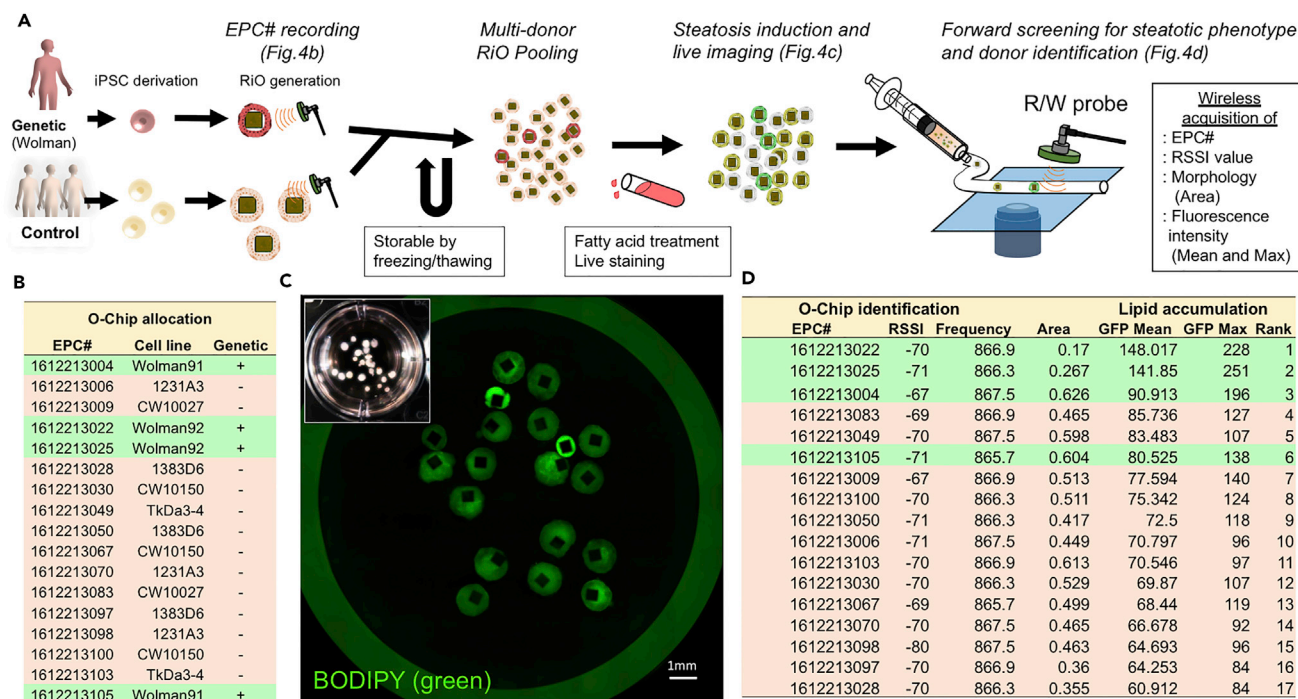 A
EPC# recording
(Fig.4b)
Multi-donor
RiO Pooling
Steatosis induction and
live imaging (Fig.4c)
Forward screening for steatotic phenotype
and donor identification (Fig.4d)
iPSC derivation
RiO generation
Genetic
(Wolman)
Control
Storable by
freezing/thawing
Fatty acid treatment
Live staining
R/W probe
Wireless
acquisition of
: EPC#
: RSSI value
: Morphology
(Area)
: Fluorescence
intensity
(Mean and Max)
B
O-Chip allocation
EPC# Cell line Genetic
1612213004 Wolman91 +
1612213006 1231A3 -
1612213009 CW10027 -
1612213022 Wolman92 +
1612213025 Wolman92 +
1612213028 1383D6 -
1612213030 CW10150 -
1612213049 TkDa3-4 -
1612213050 1383D6 -
1612213067 CW10150 -
1612213070 1231A3 -
1612213083 CW10027 -
1612213097 1383D6 -
1612213098 1231A3 -
1612213100 CW10150 -
1612213103 TkDa3-4 -
1612213105 Wolman91 +
C
BODIPY (green)
1mm
D
O-Chip identification Lipid accumulation
EPC# RSSI Frequency Area GFP Mean GFP Max Rank
1612213022 -70 866.9 0.17 148.017 228 1
1612213025 -71 866.3 0.267 141.85 251 2
1612213004 -67 867.5 0.626 90.913 196 3
1612213083 -69 866.9 0.465 85.736 127 4
1612213049 -70 867.5 0.598 83.483 107 5
1612213105 -71 865.7 0.604 80.525 138 6
1612213009 -67 866.9 0.513 77.594 140 7
1612213100 -70 866.3 0.511 75.342 124 8
1612213050 -71 866.3 0.417 72.5 118 9
1612213006 -71 867.5 0.449 70.797 96 10
1612213103 -70 866.9 0.613 70.546 97 11
1612213030 -70 866.3 0.529 69.87 107 12
1612213067 -69 865.7 0.499 68.44 119 13
1612213070 -70 867.5 0.465 66.678 92 14
1612213098 -80 867.5 0.463 64.693 96 15
1612213097 -70 866.9 0.36 64.253 84 16
1612213028 -70 866.3 0.355 60.912 84 17